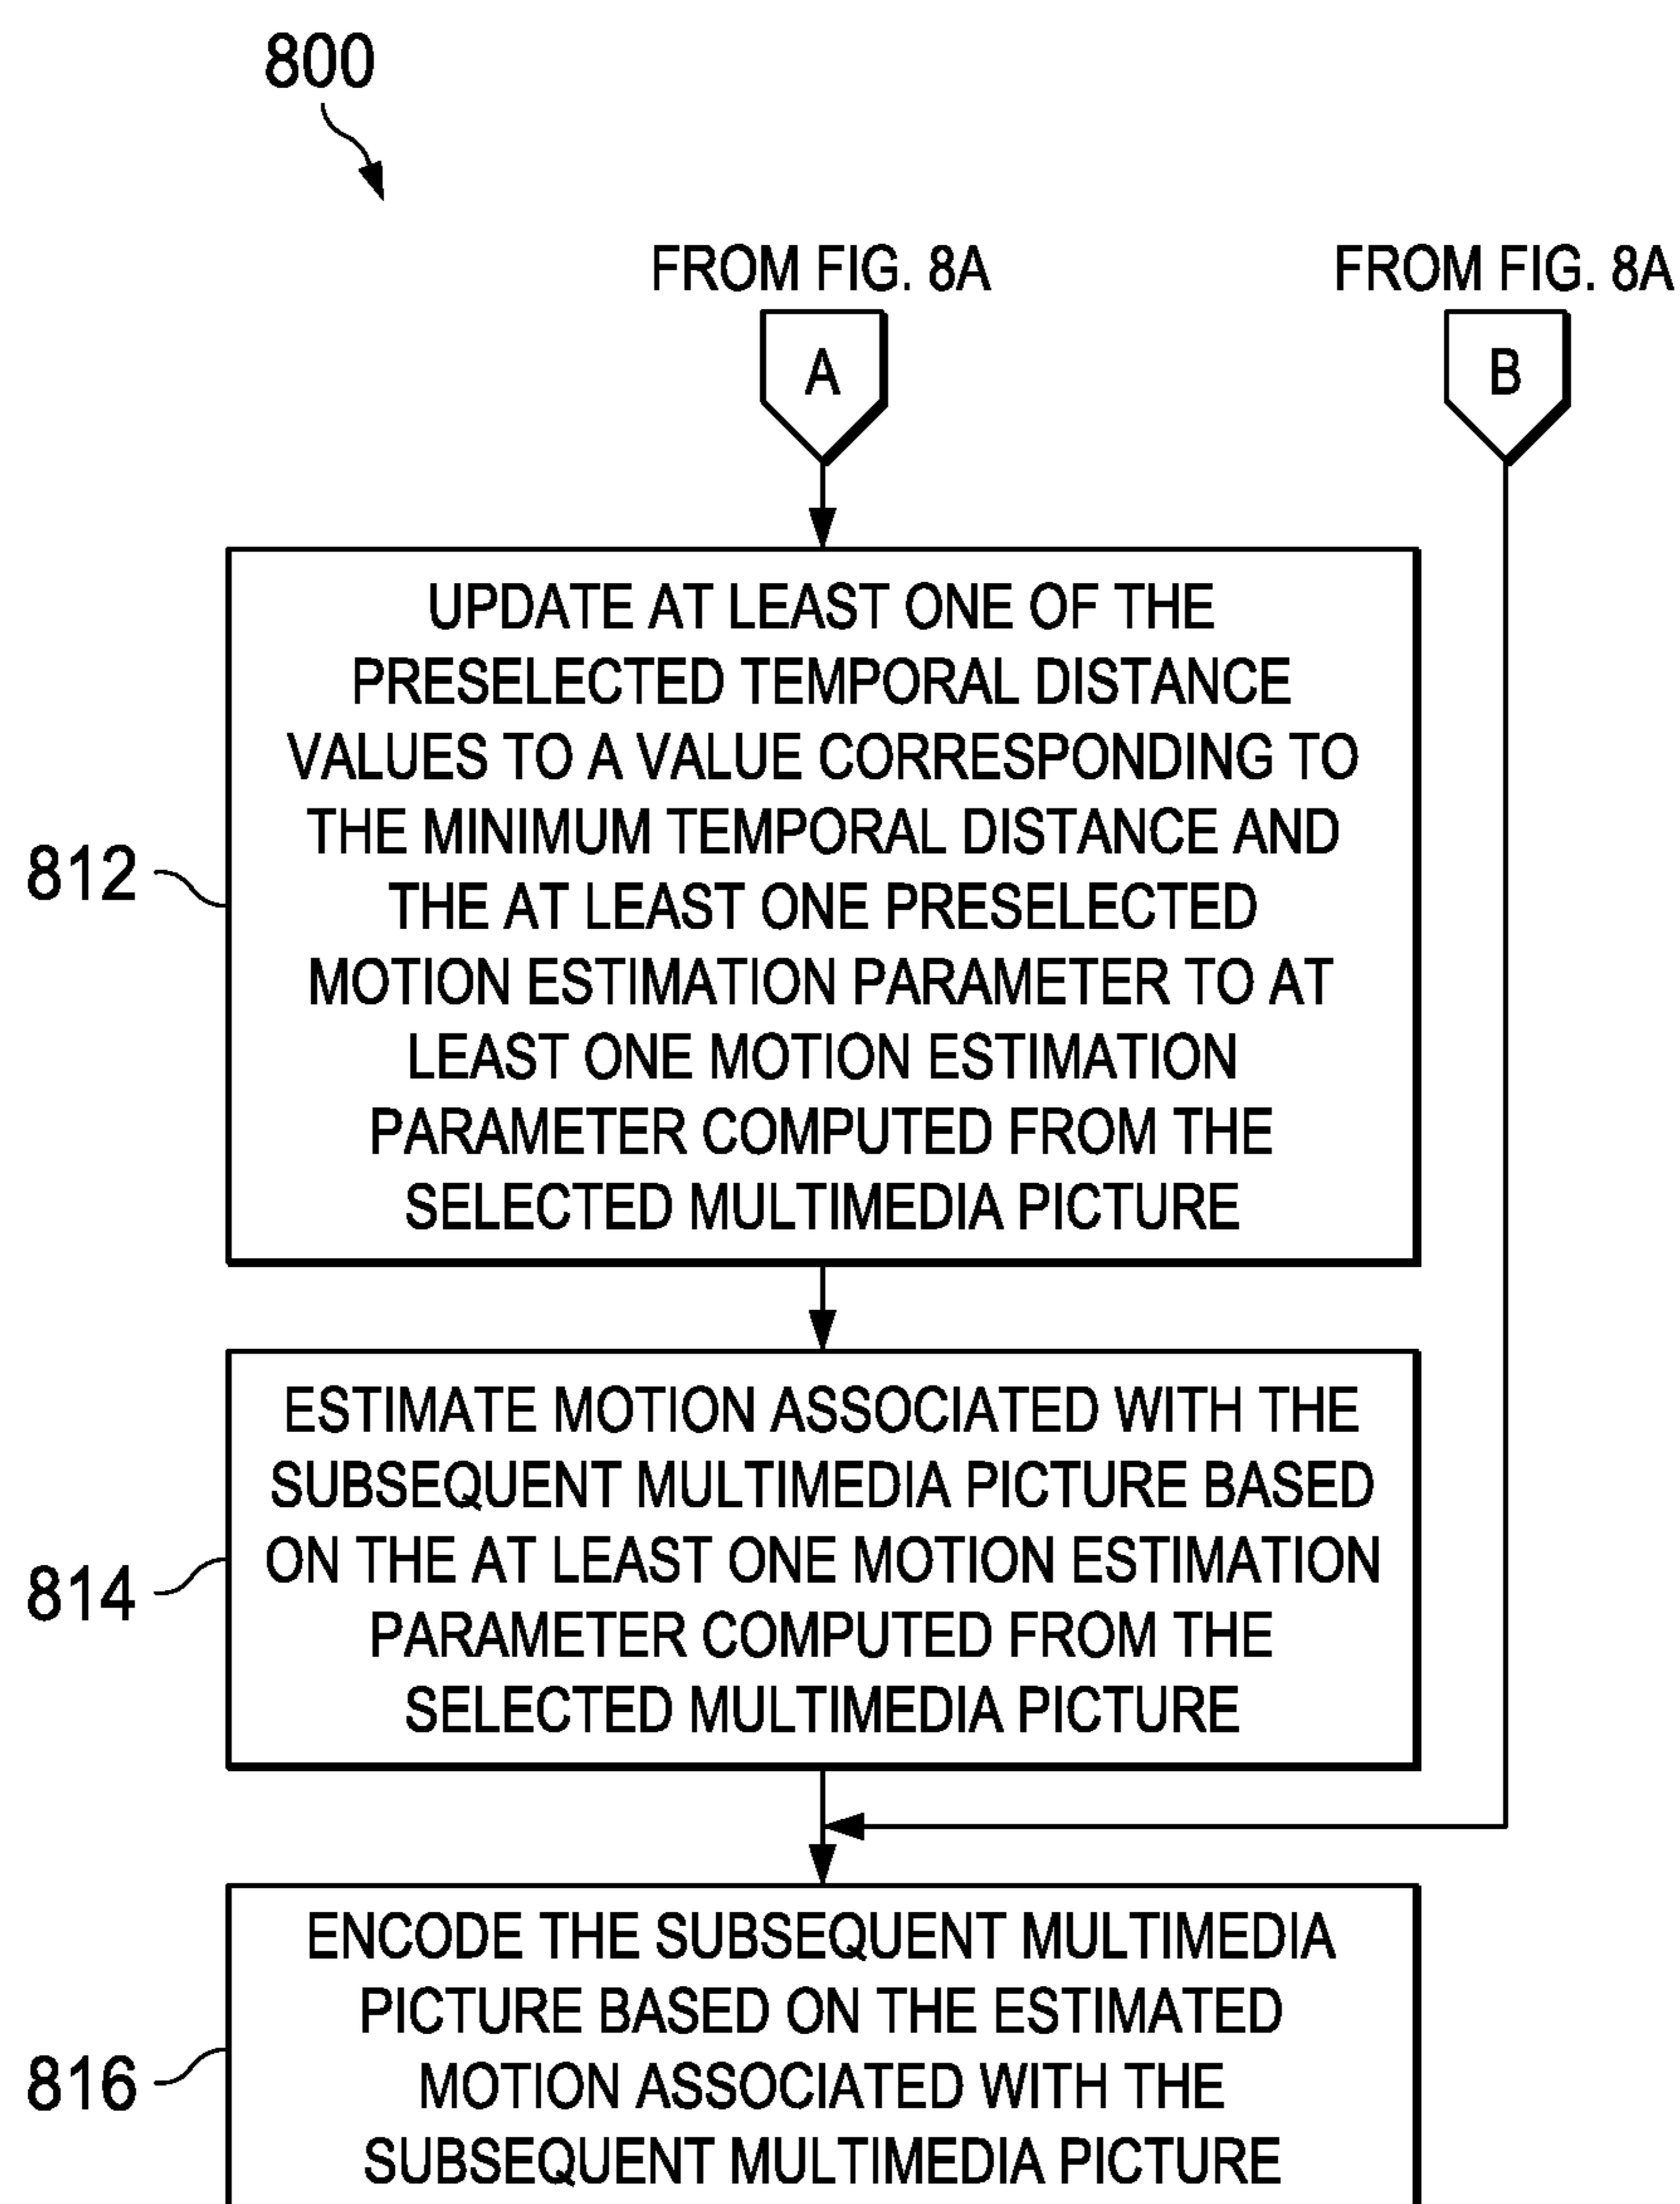 800
FROM FIG. 8A
FROM FIG. 8A
A
B
UPDATE AT LEAST ONE OF THE
PRESELECTED TEMPORAL DISTANCE
VALUES TO A VALUE CORRESPONDING TO
THE MINIMUM TEMPORAL DISTANCE AND
THE AT LEAST ONE PRESELECTED
MOTION ESTIMATION PARAMETER TO AT
LEAST ONE MOTION ESTIMATION
PARAMETER COMPUTED FROM THE
SELECTED MULTIMEDIA PICTURE
812
ESTIMATE MOTION ASSOCIATED WITH THE
SUBSEQUENT MULTIMEDIA PICTURE BASED
ON THE AT LEAST ONE MOTION ESTIMATION
PARAMETER COMPUTED FROM THE
SELECTED MULTIMEDIA PICTURE
814
ENCODE THE SUBSEQUENT MULTIMEDIA
PICTURE BASED ON THE ESTIMATED
MOTION ASSOCIATED WITH THE
SUBSEQUENT MULTIMEDIA PICTURE
816